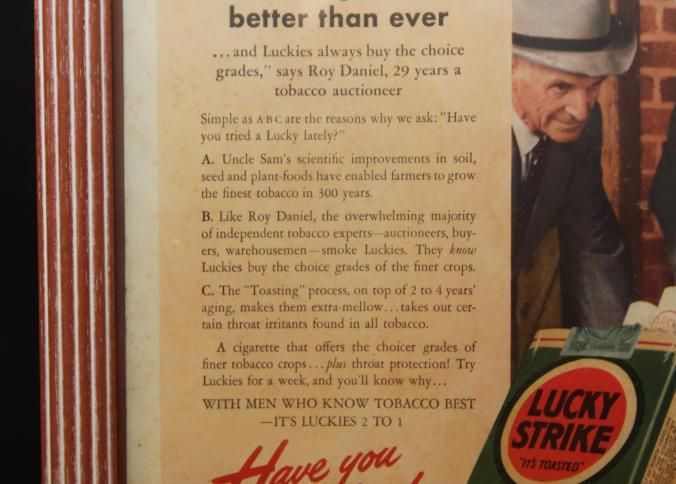 better than ever
...and Luckies always buy the choice
grades," says Roy Daniel, 29 years a
tobacco auctioneer
Simple as A B C are the reasons why we ask: "Have
you tried a Lucky lately?"
A. Uncle Sam's scientific improvements in soil,
seed and plant-foods have enabled farmers to grow
the finest tobacco in 300 years.
B. Like Roy Daniel, the overwhelming majority
of independent tobacco experts—auctioneers, buy-
ers, warehousemen—smoke Luckies. They know
Luckies buy the choice grades of the finer crops.
C. The "Toasting" process, on top of 2 to 4 years'
aging, makes them extra-mellow...takes out cer-
tain throat irritants found in all tobacco.
A cigarette that offers the choicer grades of
finer tobacco crops...plus throat protection! Try
Luckies for a week, and you'll know why...
WITH MEN WHO KNOW TOBACCO BEST
—IT'S LUCKIES 2 TO 1
Have you
LUCKY
STRIKE
"IT'S TOASTED"